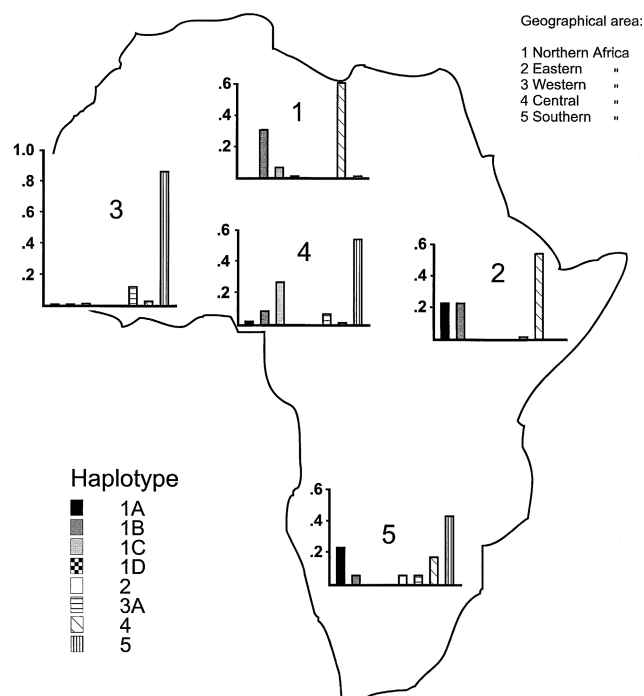 Geographical area:
1 Northern Africa
2 Eastern "
3 Western "
4 Central "
5 Southern "
.6
.4
.2
1
1.0
.8
.6
.4
.2
3
.6
.4
.2
4
.6
.4
.2
2
.6
.4
.2
5
Haplotype
1A
1B
1C
1D
2
3A
4
5